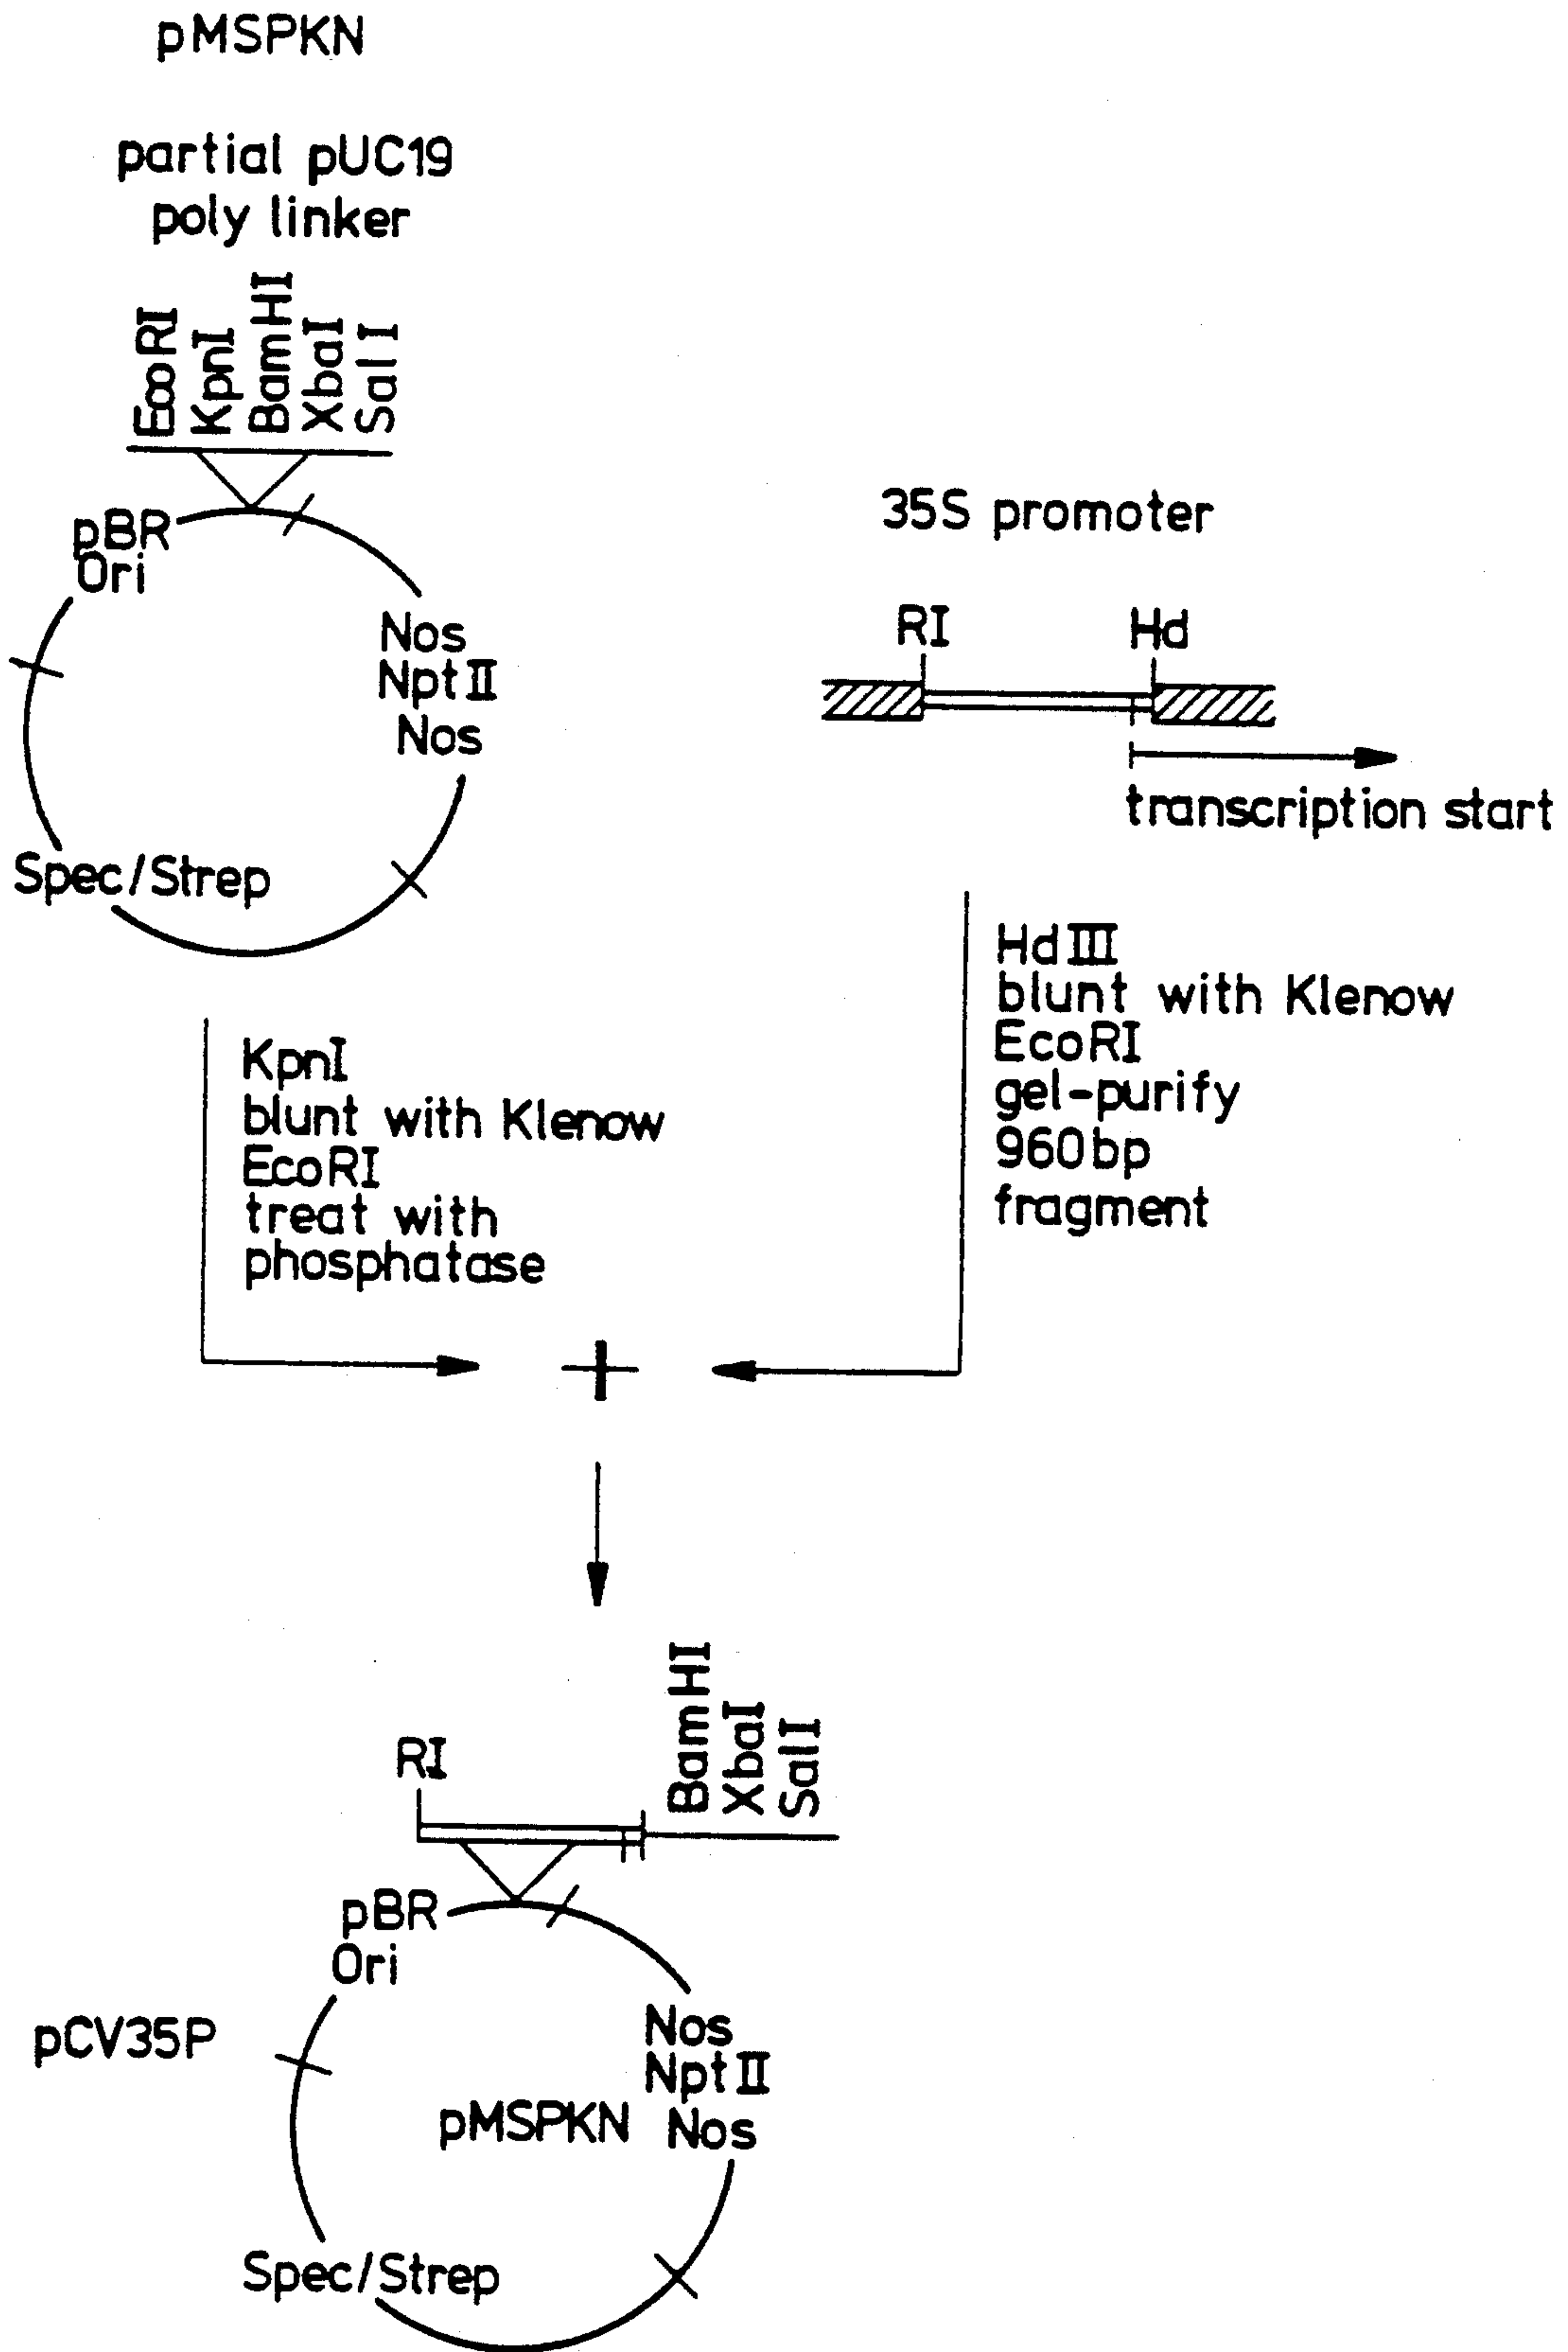 pMSPKN
partial pUC19
poly linker
EcoRI
KpnI
BamHI
XbaI
SalI
pBR
Ori
Nos
NptII
Nos
Spec/Strep
35S promoter
RI
Hd
transcription start
KpnI
blunt with Klenow
EcoRI
treat with
phosphatase
HdIII
blunt with Klenow
EcoRI
gel-purify
960bp
fragment
+
RI
BamHI
XbaI
SalI
pBR
Ori
pCV35P
Nos
NptII
Nos
pMSPKN
Spec/Strep